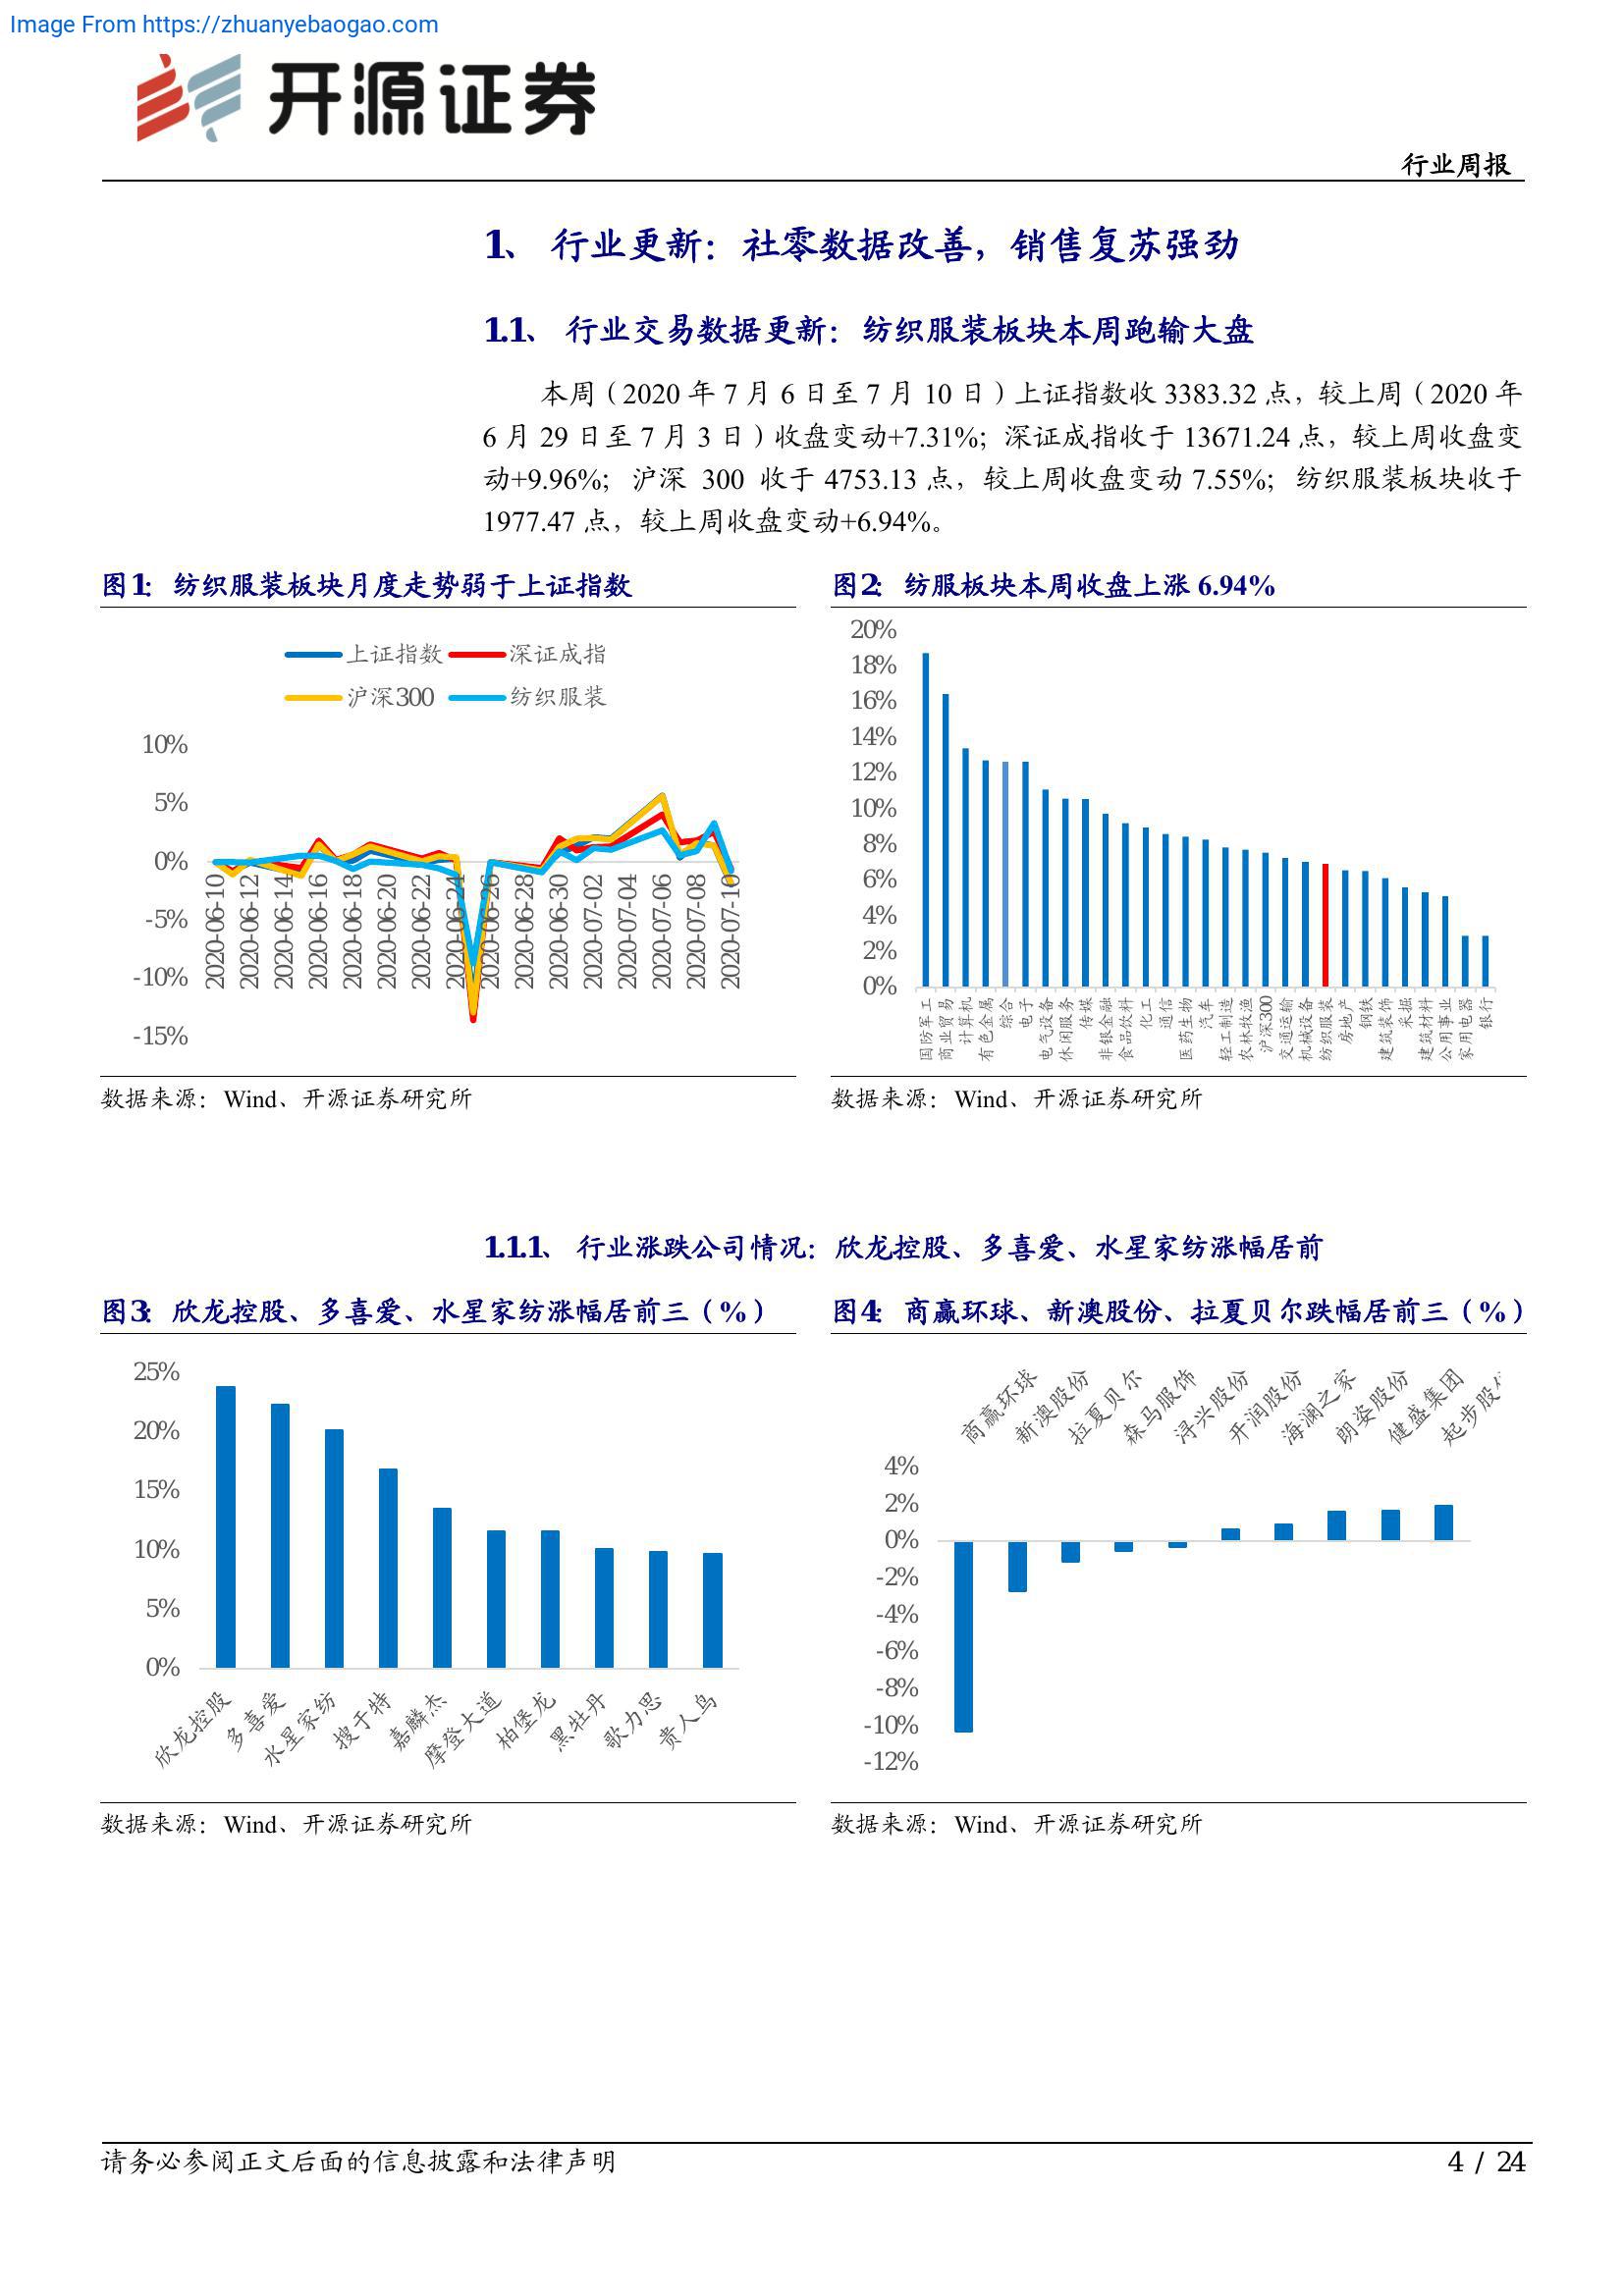 Image From https://zhuanyebaogao.com
开源证券
行业周报
1、 行业更新：社零数据改善，销售复苏强劲
1.1、 行业交易数据更新：纺织服装板块本周跑输大盘
本周（2020 年 7 月 6 日至 7 月 10 日）上证指数收 3383.32 点，较上周（2020 年
6 月 29 日至 7 月 3 日）收盘变动+7.31%；深证成指收于 13671.24 点，较上周收盘变
动+9.96%；沪深 300 收于 4753.13 点，较上周收盘变动 7.55%；纺织服装板块收于
1977.47 点，较上周收盘变动+6.94%。
图1：纺织服装板块月度走势弱于上证指数
上证指数 深证成指
沪深300 纺织服装
10%
5%
0%
-5%
-10%
-15%
2020-06-10
2020-06-12
2020-06-14
2020-06-16
2020-06-18
2020-06-20
2020-06-22
2020-06-24
2020-06-26
2020-06-28
2020-06-30
2020-07-02
2020-07-04
2020-07-06
2020-07-08
2020-07-10
数据来源：Wind、开源证券研究所
图2：纺服板块本周收盘上涨 6.94%
20%
18%
16%
14%
12%
10%
8%
6%
4%
2%
0%
国防军工
商业贸易
计算机
有色金属
综合
电子
电气设备
休闲服务
传媒
非银金融
食品饮料
化工
通信
医药生物
汽车
轻工制造
农林牧渔
沪深300
交通运输
机械设备
纺织服装
房地产
钢铁
建筑装饰
采掘
建筑材料
公用事业
家用电器
银行
数据来源：Wind、开源证券研究所
1.1.1、 行业涨跌公司情况：欣龙控股、多喜爱、水星家纺涨幅居前
图3：欣龙控股、多喜爱、水星家纺涨幅居前三（%）
25%
20%
15%
10%
5%
0%
欣龙控股
多喜爱
水星家纺
搜于特
嘉麟杰
摩登大道
柏堡龙
黑牡丹
歌力思
贵人鸟
数据来源：Wind、开源证券研究所
图4：商赢环球、新澳股份、拉夏贝尔跌幅居前三（%）
商赢环球
新澳股份
拉夏贝尔
森马服饰
浔兴股份
开润股份
海澜之家
朗姿股份
健盛集团
起步股
4%
2%
0%
-2%
-4%
-6%
-8%
-10%
-12%
数据来源：Wind、开源证券研究所
请务必参阅正文后面的信息披露和法律声明
4 / 24